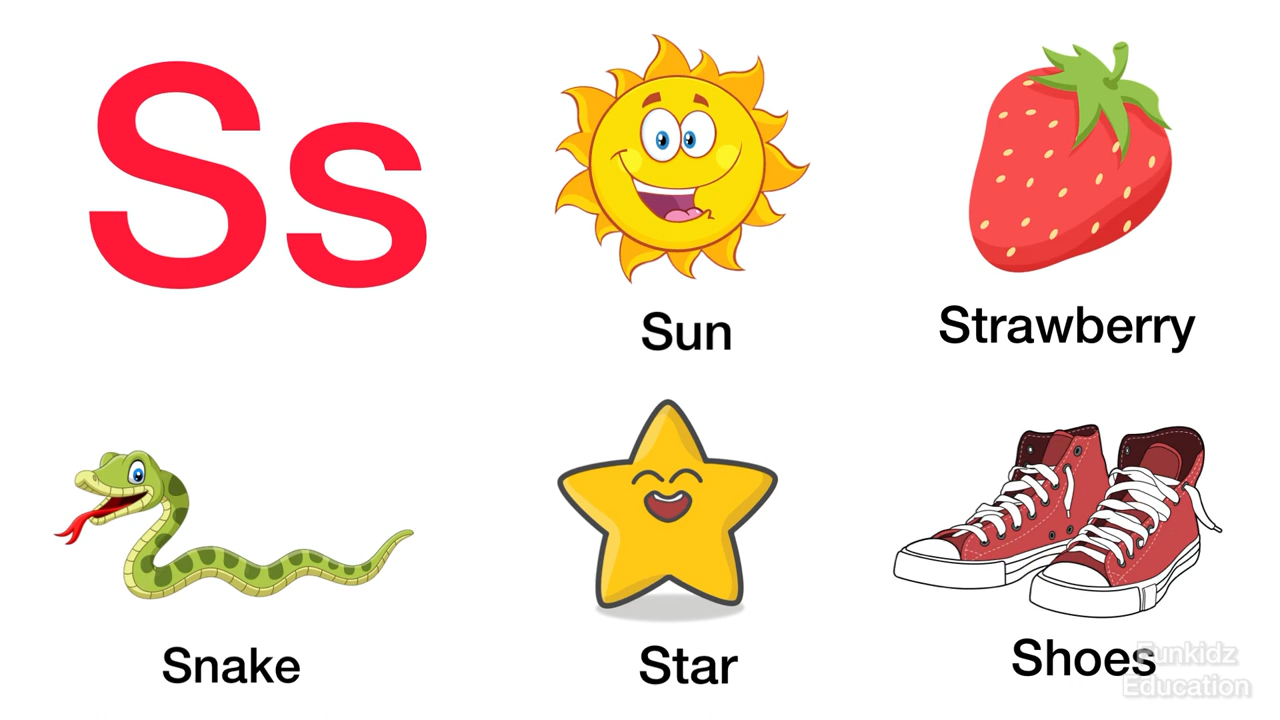 Ss
Sun
Strawberry
Snake
Star
Shoes
Funkidz
Education